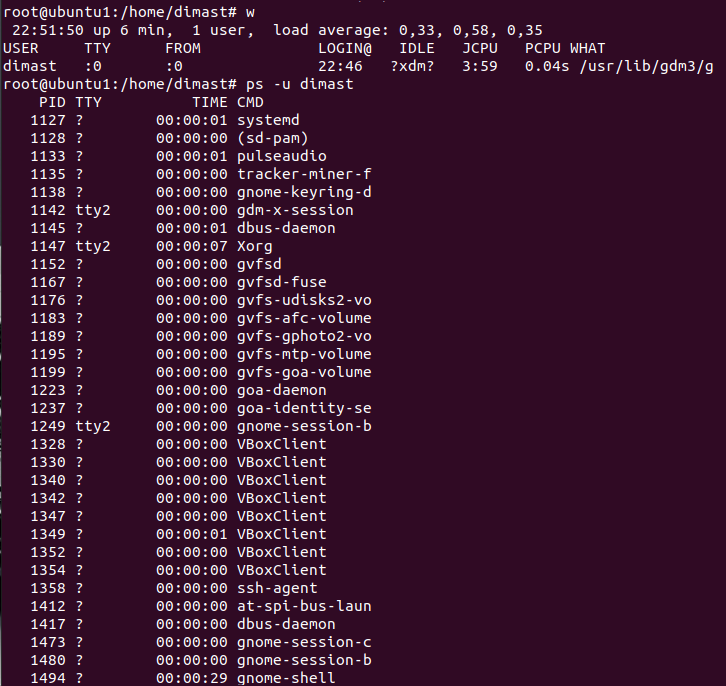 root@ubuntu1:/home/dimast# w
 22:51:50 up 6 min,  1 user,  load average: 0,33, 0,58, 0,35
USER     TTY      FROM             LOGIN@   IDLE   JCPU   PCPU WHAT
dimast   :0       :0               22:46   ?xdm?   3:59    0.04s /usr/lib/gdm3/g
root@ubuntu1:/home/dimast# ps -u dimast
    PID TTY          TIME CMD
   1127 ?        00:00:01 systemd
   1128 ?        00:00:00 (sd-pam)
   1133 ?        00:00:01 pulseaudio
   1135 ?        00:00:00 tracker-miner-f
   1138 ?        00:00:00 gnome-keyring-d
   1142 tty2     00:00:00 gdm-x-session
   1145 ?        00:00:01 dbus-daemon
   1147 tty2     00:00:07 Xorg
   1152 ?        00:00:00 gvfsd
   1167 ?        00:00:00 gvfsd-fuse
   1176 ?        00:00:00 gvfs-udisks2-vo
   1183 ?        00:00:00 gvfs-afc-volume
   1189 ?        00:00:00 gvfs-gphoto2-vo
   1195 ?        00:00:00 gvfs-mtp-volume
   1199 ?        00:00:00 gvfs-goa-volume
   1223 ?        00:00:00 goa-daemon
   1237 ?        00:00:00 goa-identity-se
   1249 tty2     00:00:00 gnome-session-b
   1328 ?        00:00:00 VBoxClient
   1330 ?        00:00:00 VBoxClient
   1340 ?        00:00:00 VBoxClient
   1342 ?        00:00:00 VBoxClient
   1347 ?        00:00:00 VBoxClient
   1349 ?        00:00:01 VBoxClient
   1352 ?        00:00:00 VBoxClient
   1354 ?        00:00:00 VBoxClient
   1358 ?        00:00:00 ssh-agent
   1412 ?        00:00:00 at-spi-bus-laun
   1417 ?        00:00:00 dbus-daemon
   1473 ?        00:00:00 gnome-session-c
   1480 ?        00:00:00 gnome-session-b
   1494 ?        00:00:29 gnome-shell